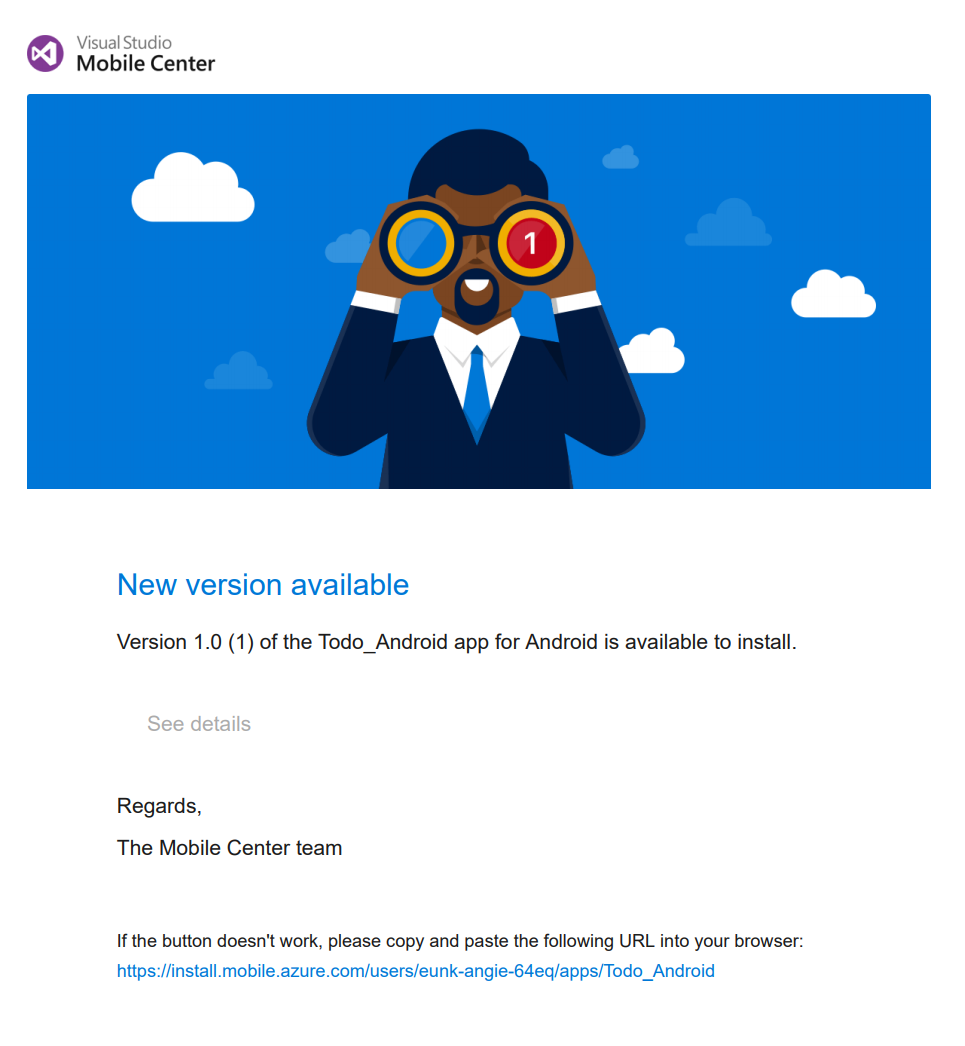 Visual Studio
Mobile Center
1
New version available
Version 1.0 (1) of the Todo_Android app for Android is available to install.
See details
Regards,
The Mobile Center team
If the button doesn't work, please copy and paste the following URL into your browser:
https://install.mobile.azure.com/users/eunk-angie-64eq/apps/Todo_Android